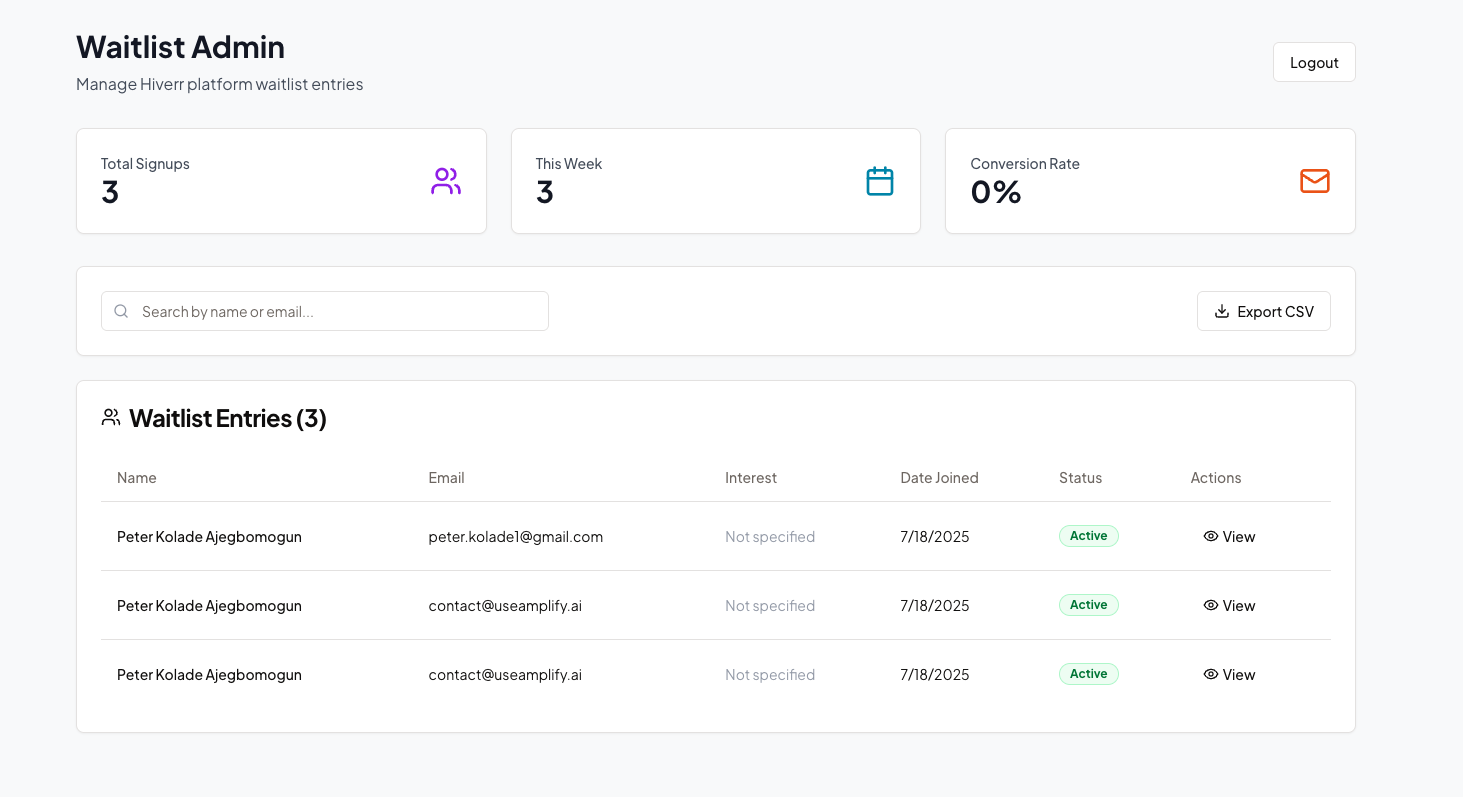 Waitlist Admin
Manage Hiverr platform waitlist entries
Logout
Total Signups
3
This Week
3
Conversion Rate
0%
Search by name or email...
Export CSV
Waitlist Entries (3)
Name Email Interest Date Joined Status Actions
Peter Kolade Ajegbomogun peter.kolade1@gmail.com Not specified 7/18/2025 Active View
Peter Kolade Ajegbomogun contact@useamplify.ai Not specified 7/18/2025 Active View
Peter Kolade Ajegbomogun contact@useamplify.ai Not specified 7/18/2025 Active View